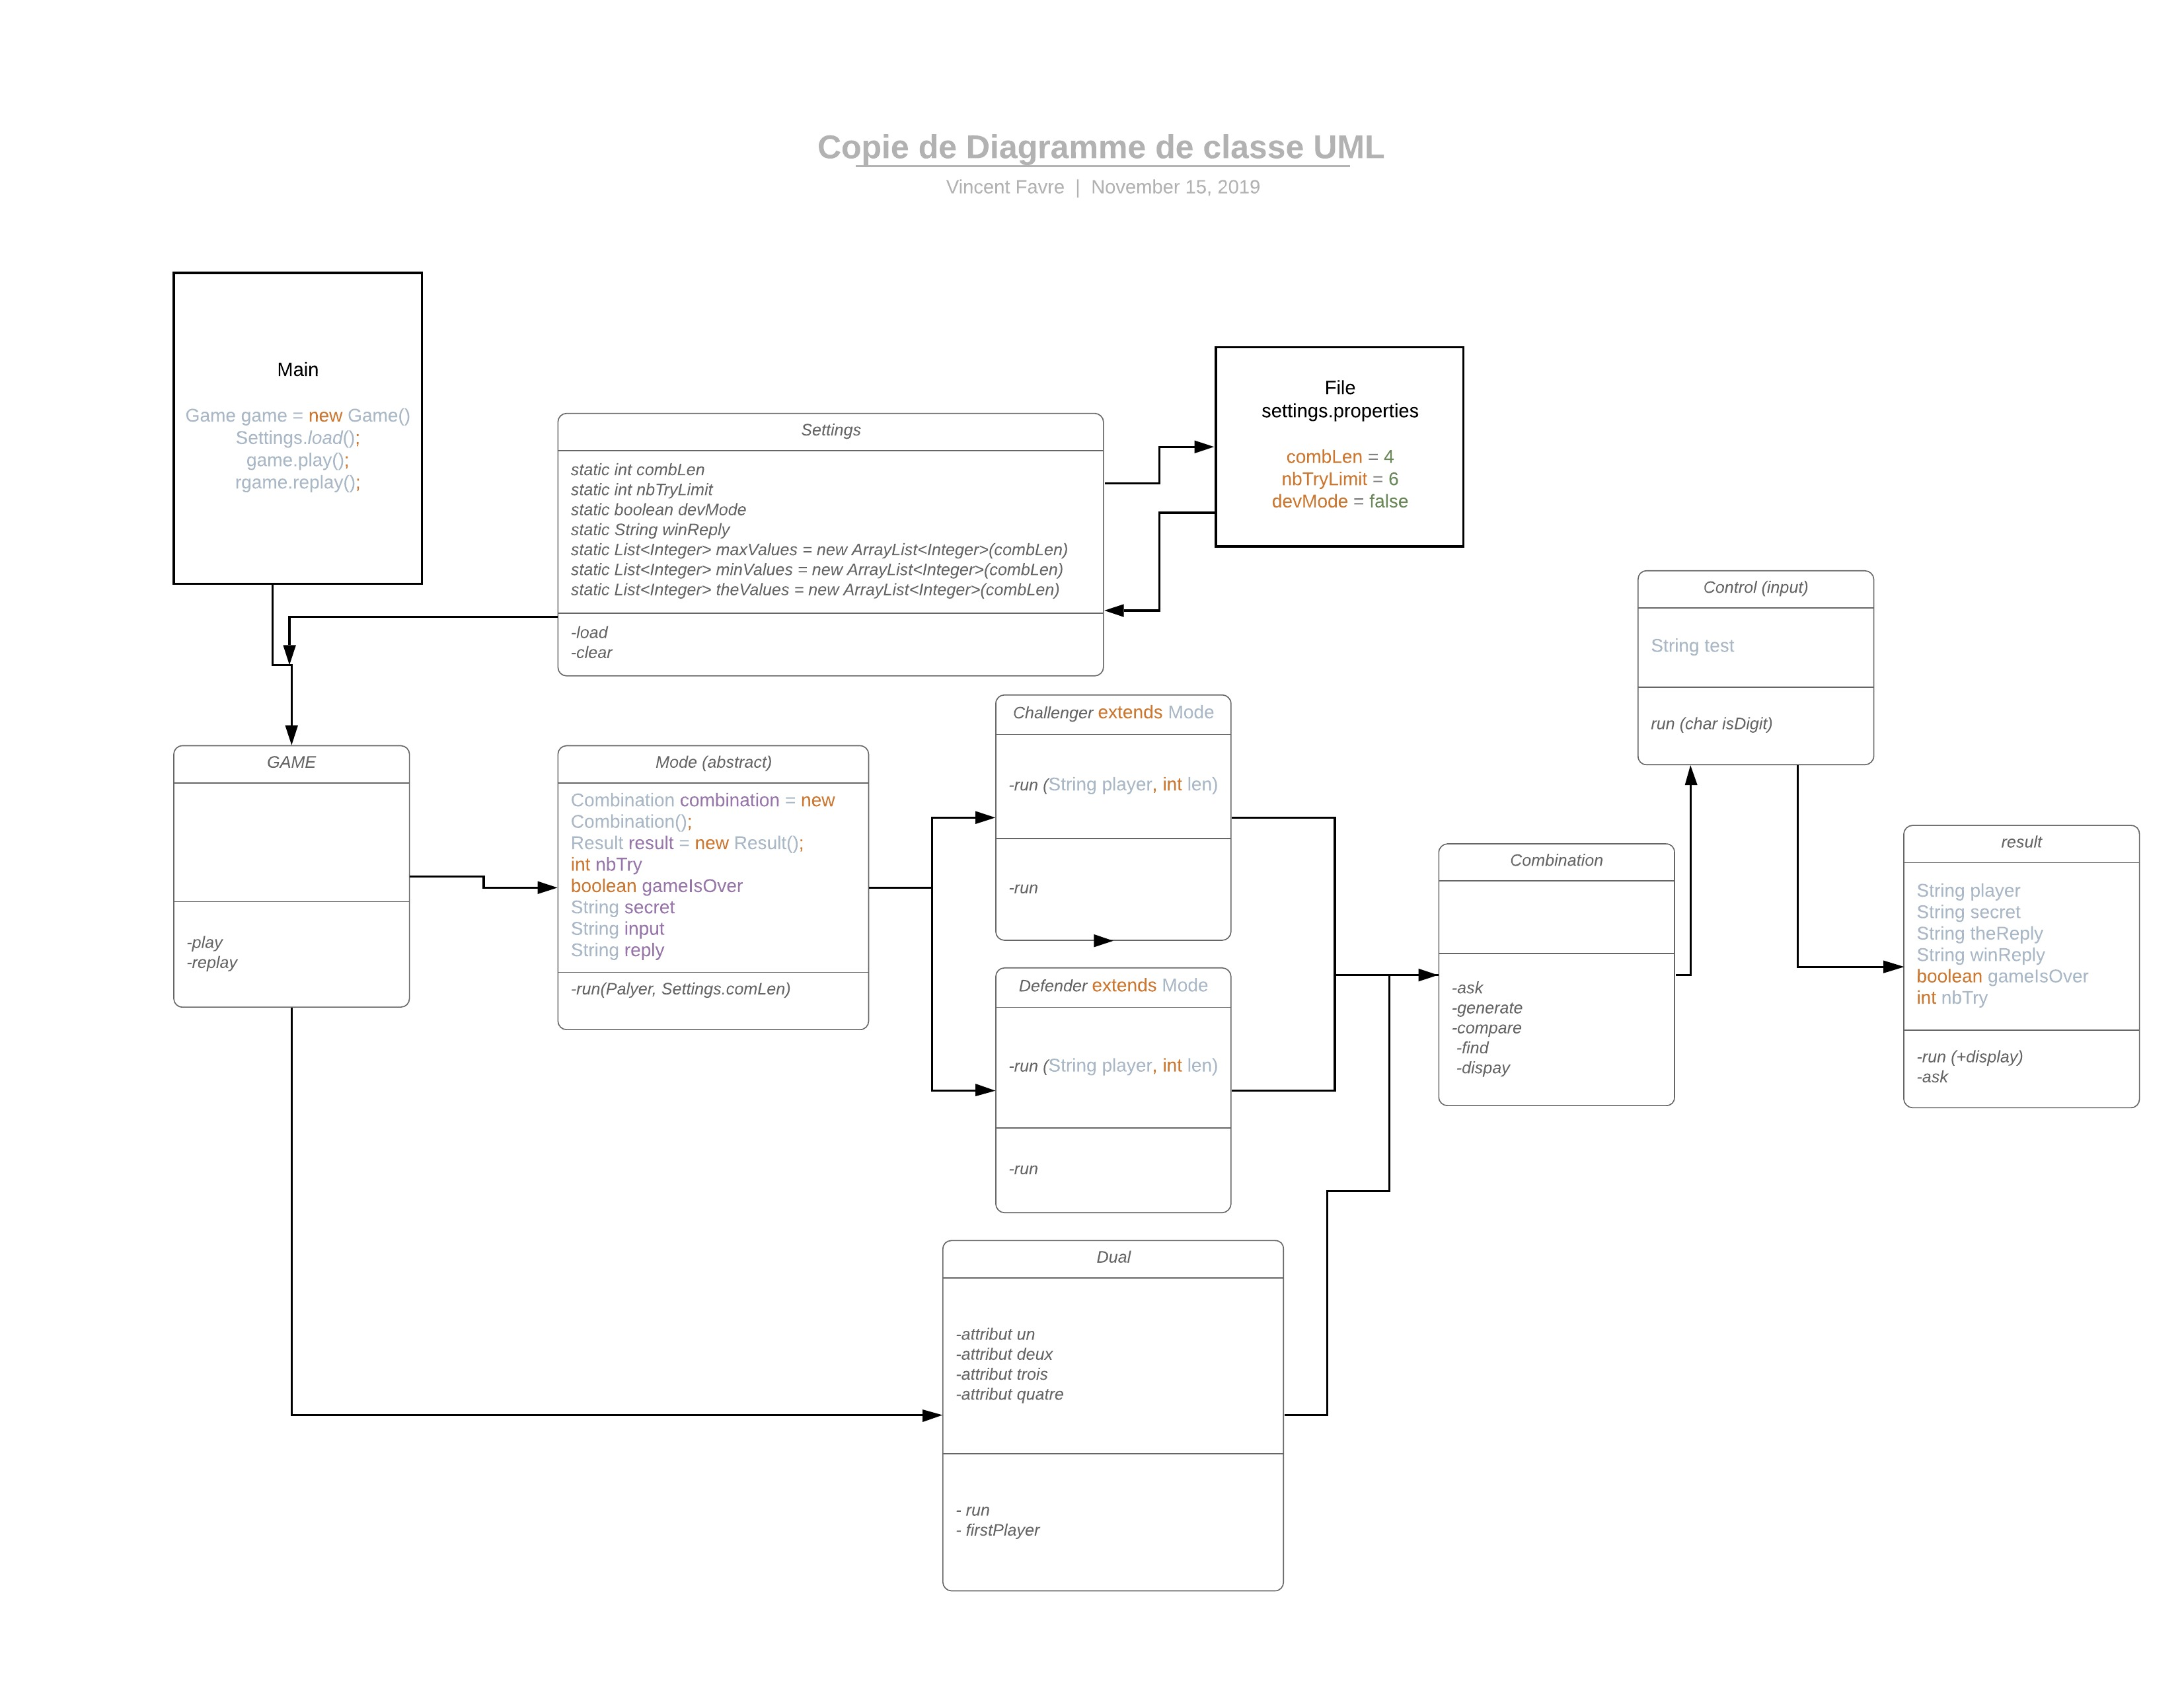 Copie de Diagramme de classe UML
Vincent Favre | November 15, 2019
Main
Game game = new Game()
Settings.load();
game.play();
rgame.replay();
Settings
static int combLen
static int nbTryLimit
static boolean devMode
static String winReply
static List<Integer> maxValues = new ArrayList<Integer>(combLen)
static List<Integer> minValues = new ArrayList<Integer>(combLen)
static List<Integer> theValues = new ArrayList<Integer>(combLen)
-load
-clear
File
settings.properties
combLen = 4
nbTryLimit = 6
devMode = false
GAME
-play
-replay
Mode (abstract)
Combination combination = new
Combination();
Result result = new Result();
int nbTry
boolean gameIsOver
String secret
String input
String reply
-run(Palyer, Settings.comLen)
Challenger extends Mode
-run (String player, int len)
-run
Defender extends Mode
-run (String player, int len)
-run
Dual
-attribut un
-attribut deux
-attribut trois
-attribut quatre
- run
- firstPlayer
Combination
-ask
-generate
-compare
-find
-dispay
Control (input)
String test
run (char isDigit)
result
String player
String secret
String theReply
String winReply
boolean gameIsOver
int nbTry
-run (+display)
-ask